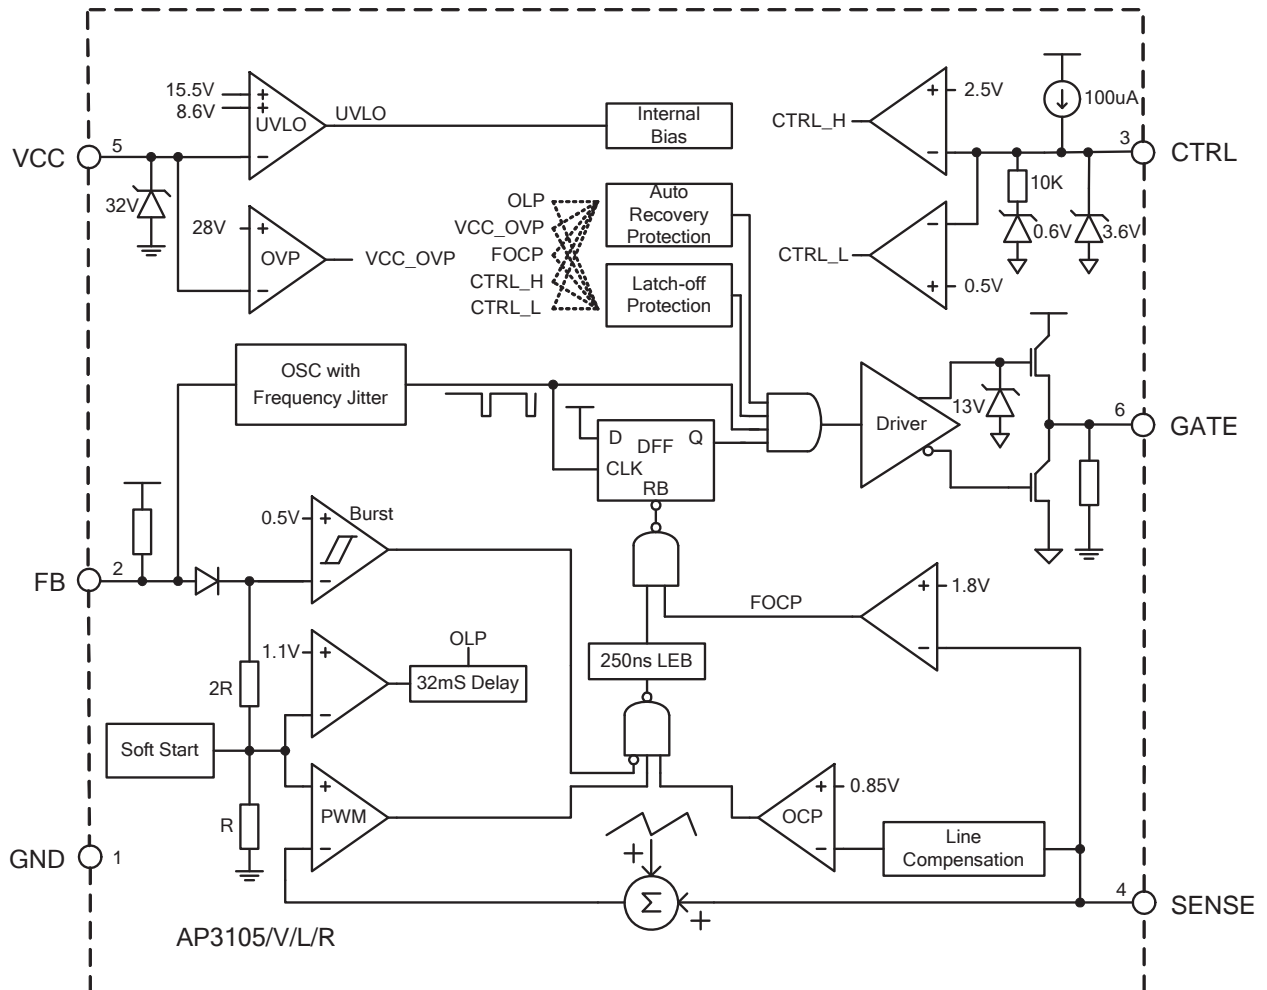 15.5V
8.6V
UVLO
UVLO
Internal
Bias
CTRL_H
2.5V
100uA
3
CTRL
5
VCC
32V
28V
OVP
VCC_OVP
OLP
VCC_OVP
FOCP
CTRL_H
CTRL_L
Auto
Recovery
Protection
Latch-off
Protection
10K
0.6V
3.6V
CTRL_L
0.5V
OSC with
Frequency Jitter
D
DFF
Q
CLK
RB
Driver
13V
6
GATE
0.5V
Burst
2
FB
FOCP
1.8V
1.1V
OLP
32mS Delay
250ns LEB
2R
Soft Start
PWM
R
OCP
0.85V
Line
Compensation
GND
1
Σ
4
SENSE
AP3105/V/L/R